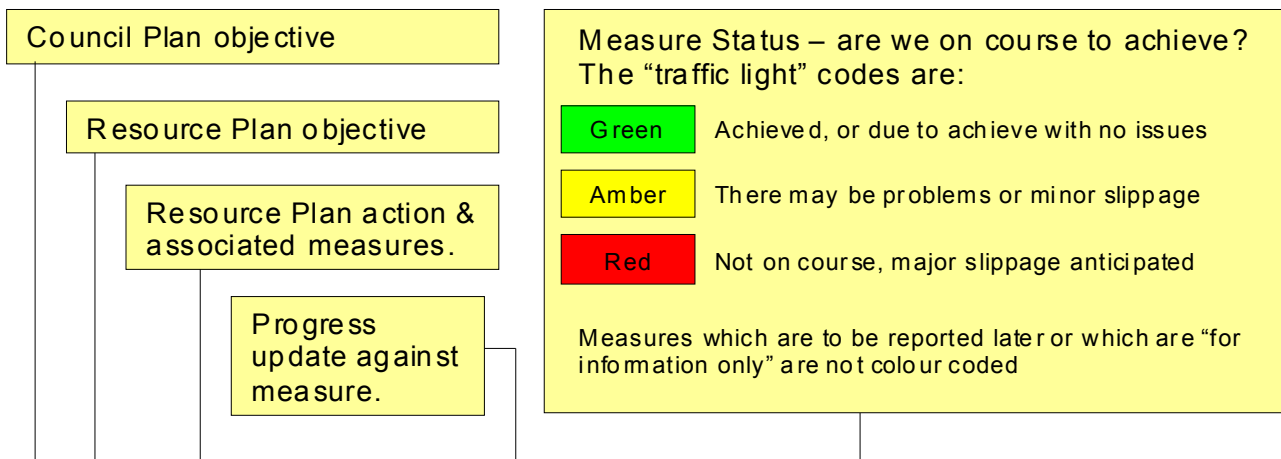 Council Plan objective
Resource Plan objective
Resource Plan action &
associated measures.
Progress
update against
measure.
Measure Status – are we on course to achieve?
The “traffic light” codes are:
Green Achieved, or due to achieve with no issues
Amber There may be problems or minor slippage
Red Not on course, major slippage anticipated
Measures which are to be reported later or which are “for
information only” are not colour coded